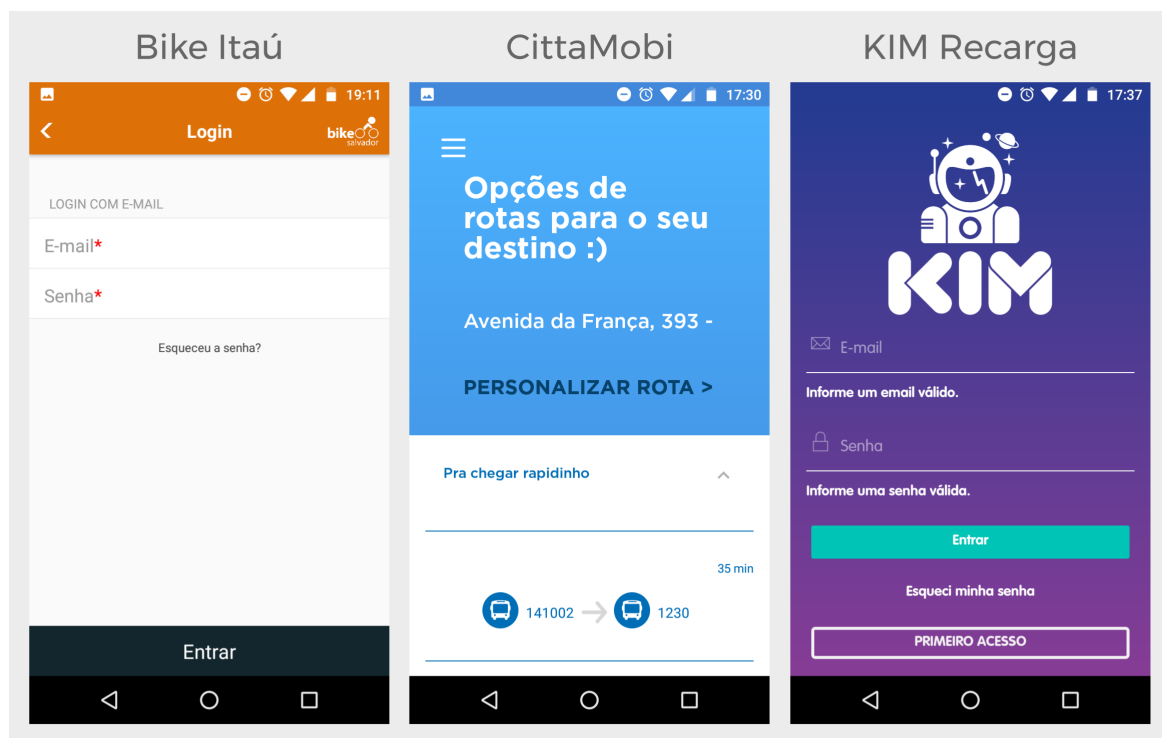 Bike Itaú
19:11
Login
bike
salvador
LOGIN COM E-MAIL
E-mail*
Senha*
Esqueceu a senha?
Entrar
CittaMobi
17:30
Opções de
rotas para o seu
destino :)
Avenida da França, 393 -
PERSONALIZAR ROTA >
Pra chegar rapidinho
35 min
141002
1230
KIM Recarga
17:37
KIM
E-mail
Informe um email válido.
Senha
Informe uma senha válida.
Entrar
Esqueci minha senha
PRIMEIRO ACESSO